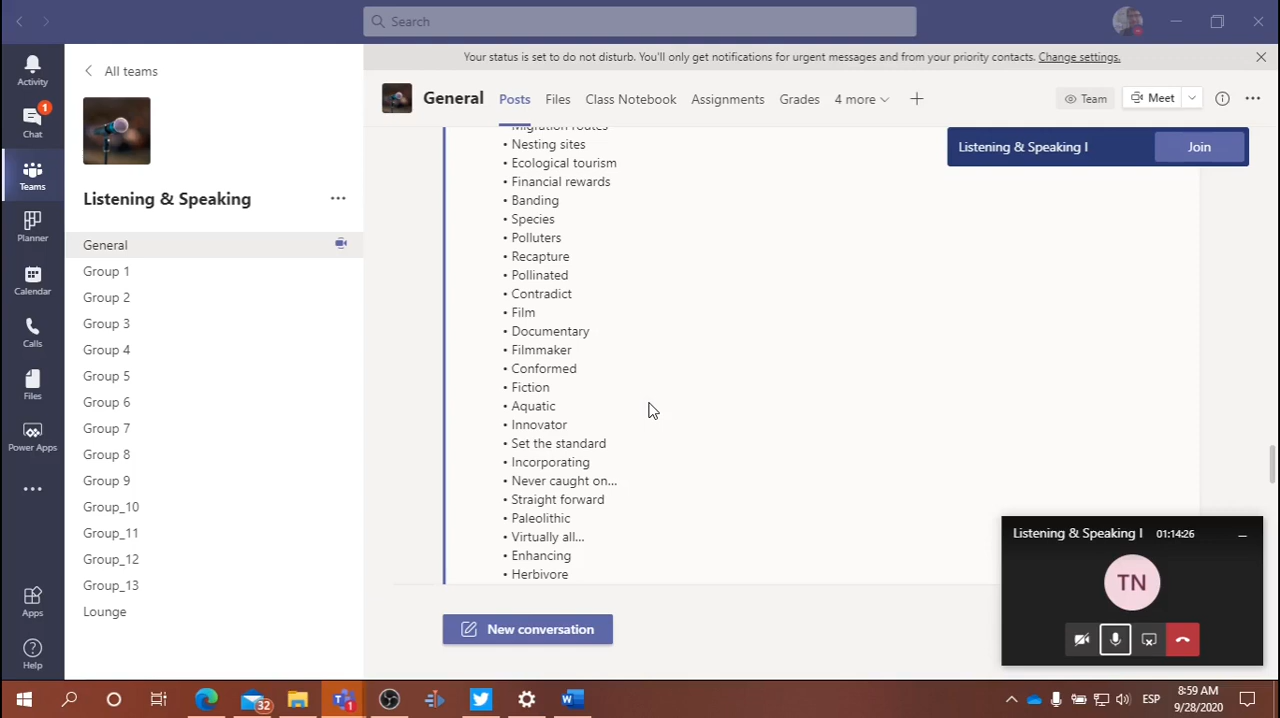 Search
Your status is set to do not disturb. You'll only get notifications for urgent messages and from your priority contacts. Change settings.
Activity
Chat
1
Teams
Planner
Calendar
Calls
Files
Power Apps
Apps
Help
All teams
Listening & Speaking
General
Group 1
Group 2
Group 3
Group 4
Group 5
Group 6
Group 7
Group 8
Group 9
Group_10
Group_11
Group_12
Group_13
Lounge
General Posts Files Class Notebook Assignments Grades 4 more
Team Meet
Listening & Speaking I Join
• Migration routes
• Nesting sites
• Ecological tourism
• Financial rewards
• Banding
• Species
• Polluters
• Recapture
• Pollinated
• Contradict
• Film
• Documentary
• Filmmaker
• Conformed
• Fiction
• Aquatic
• Innovator
• Set the standard
• Incorporating
• Never caught on...
• Straight forward
• Paleolithic
• Virtually all...
• Enhancing
• Herbivore
New conversation
Listening & Speaking I 01:14:26
TN
32
1
ESP
8:59 AM
9/28/2020